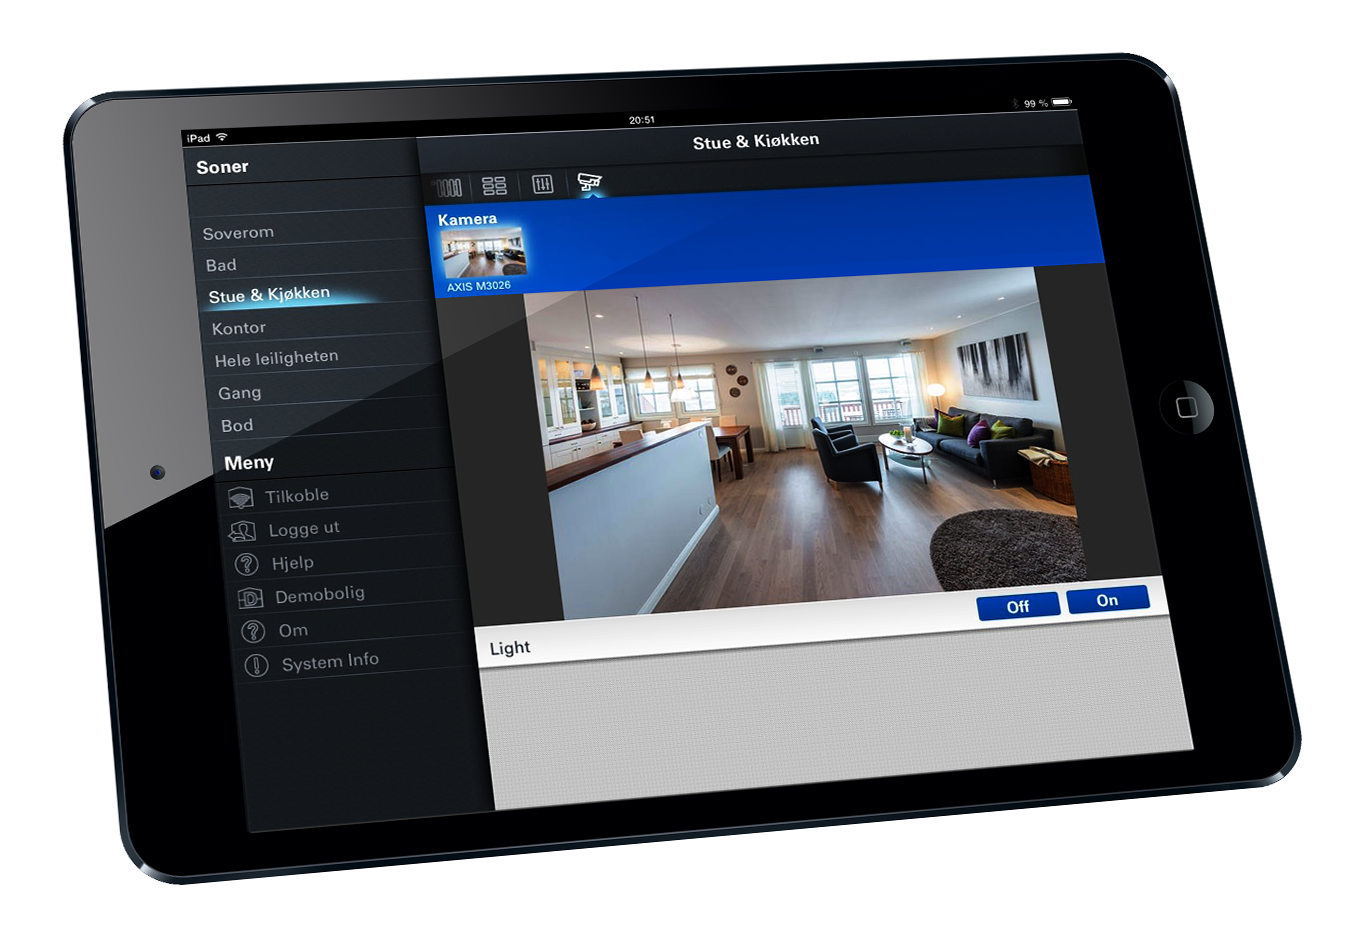 iPad
20:51
99 %
Soner
Stue & Kjøkken
Soverom
Bad
Stue & Kjøkken
Kontor
Hele leiligheten
Gang
Bod
Meny
Tilkoble
Logge ut
Hjelp
Demobolig
Om
System Info
Kamera
AXIS M3026
Light
Off
On